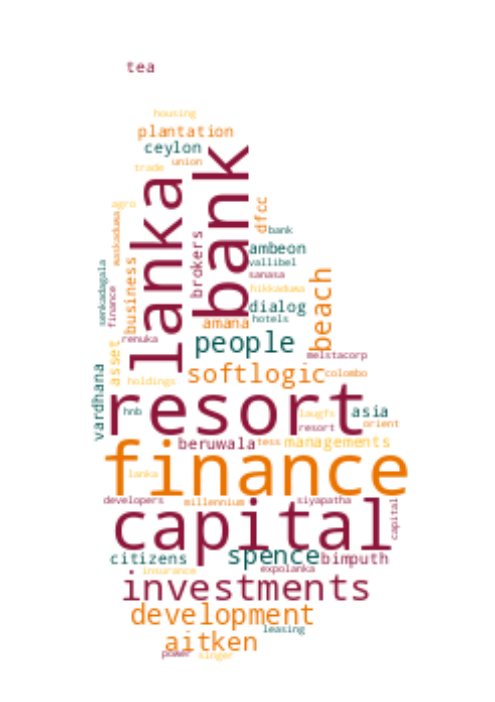 tea
housing
plantation
ceylon
union
trade
bank
lanka
agro
dfcc
waskaduwa
bank
brokers
ambeon
vallibel
senkadagala
business
sanasa
beach
hikkaduwa
finance
dialog
hotels
amana
renuka
people
asset
melstacorp
vardhana
softlogic
colombo
holdings
resort
hnb
laugfs
asia
orient
resort
beruwala
tess
managements
finance
lanka
developers
millennium
siyapatha
capital
capital
citizens
spence
bimputh
insurance
expolanka
investments
development
leasing
aitken
power
singer